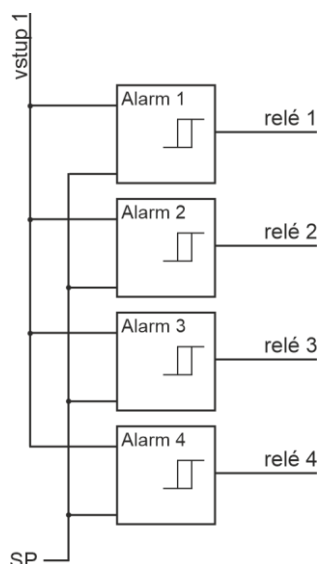 vstup 1
Alarm 1
relé 1
Alarm 2
relé 2
Alarm 3
relé 3
Alarm 4
relé 4
SP